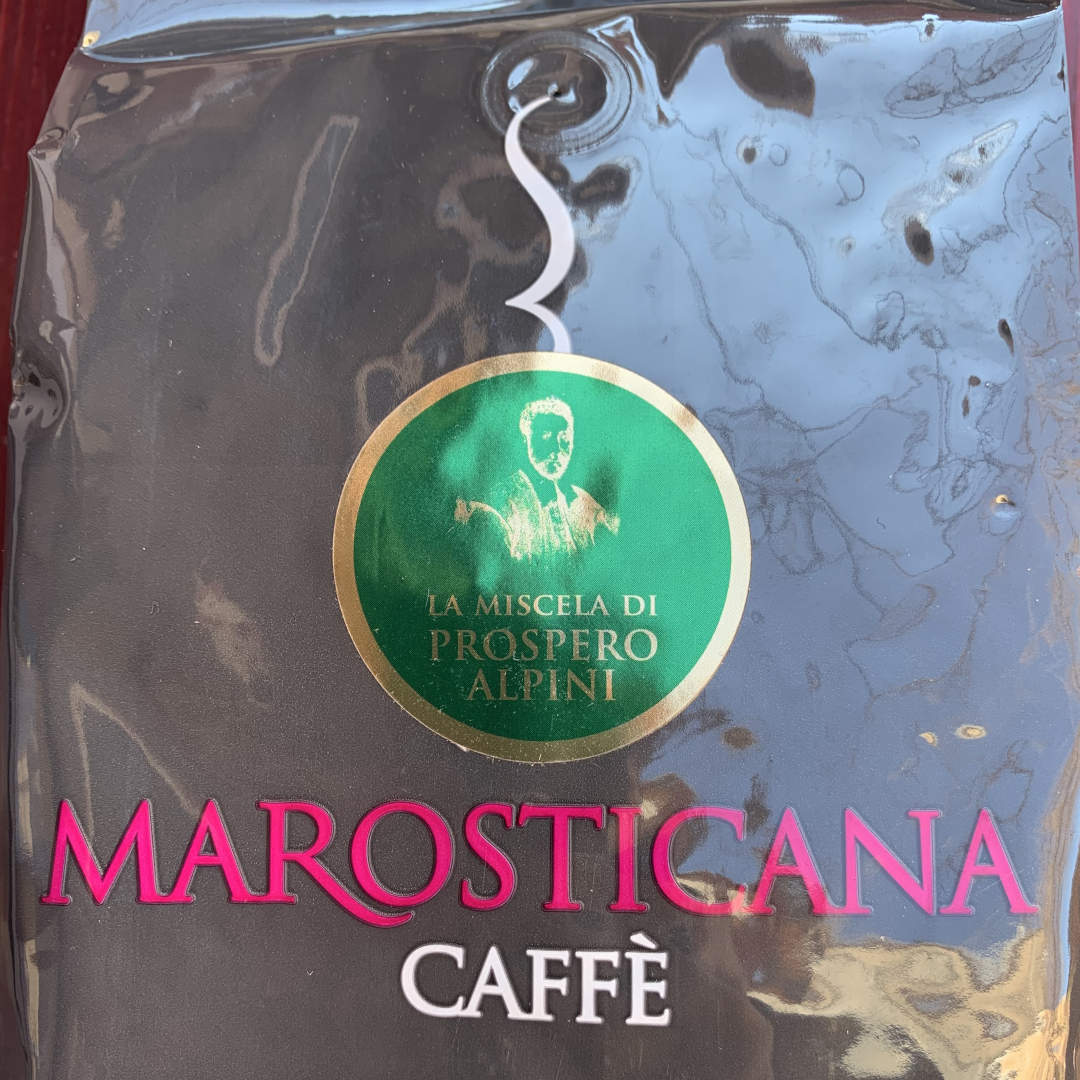 LA MISCELA DI
PROSPERO
ALPINI
MAROSTICANA
CAFFÈ